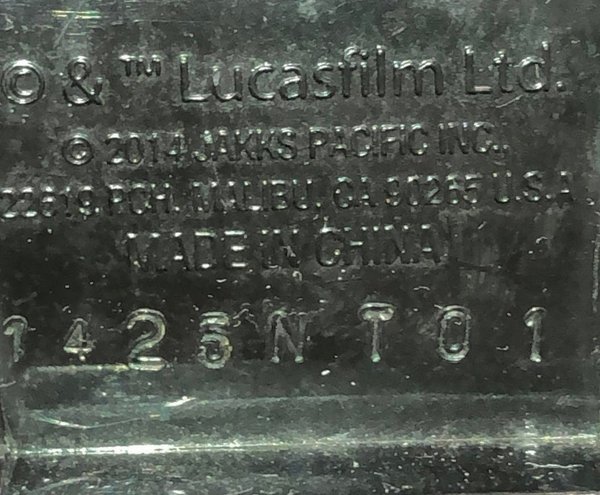 © & ™ Lucasfilm Ltd.
© 2014 JAKKS PACIFIC INC.,
22619 PCH, MALIBU, CA 90265 U.S.A
MADE IN CHINA
1425NT01